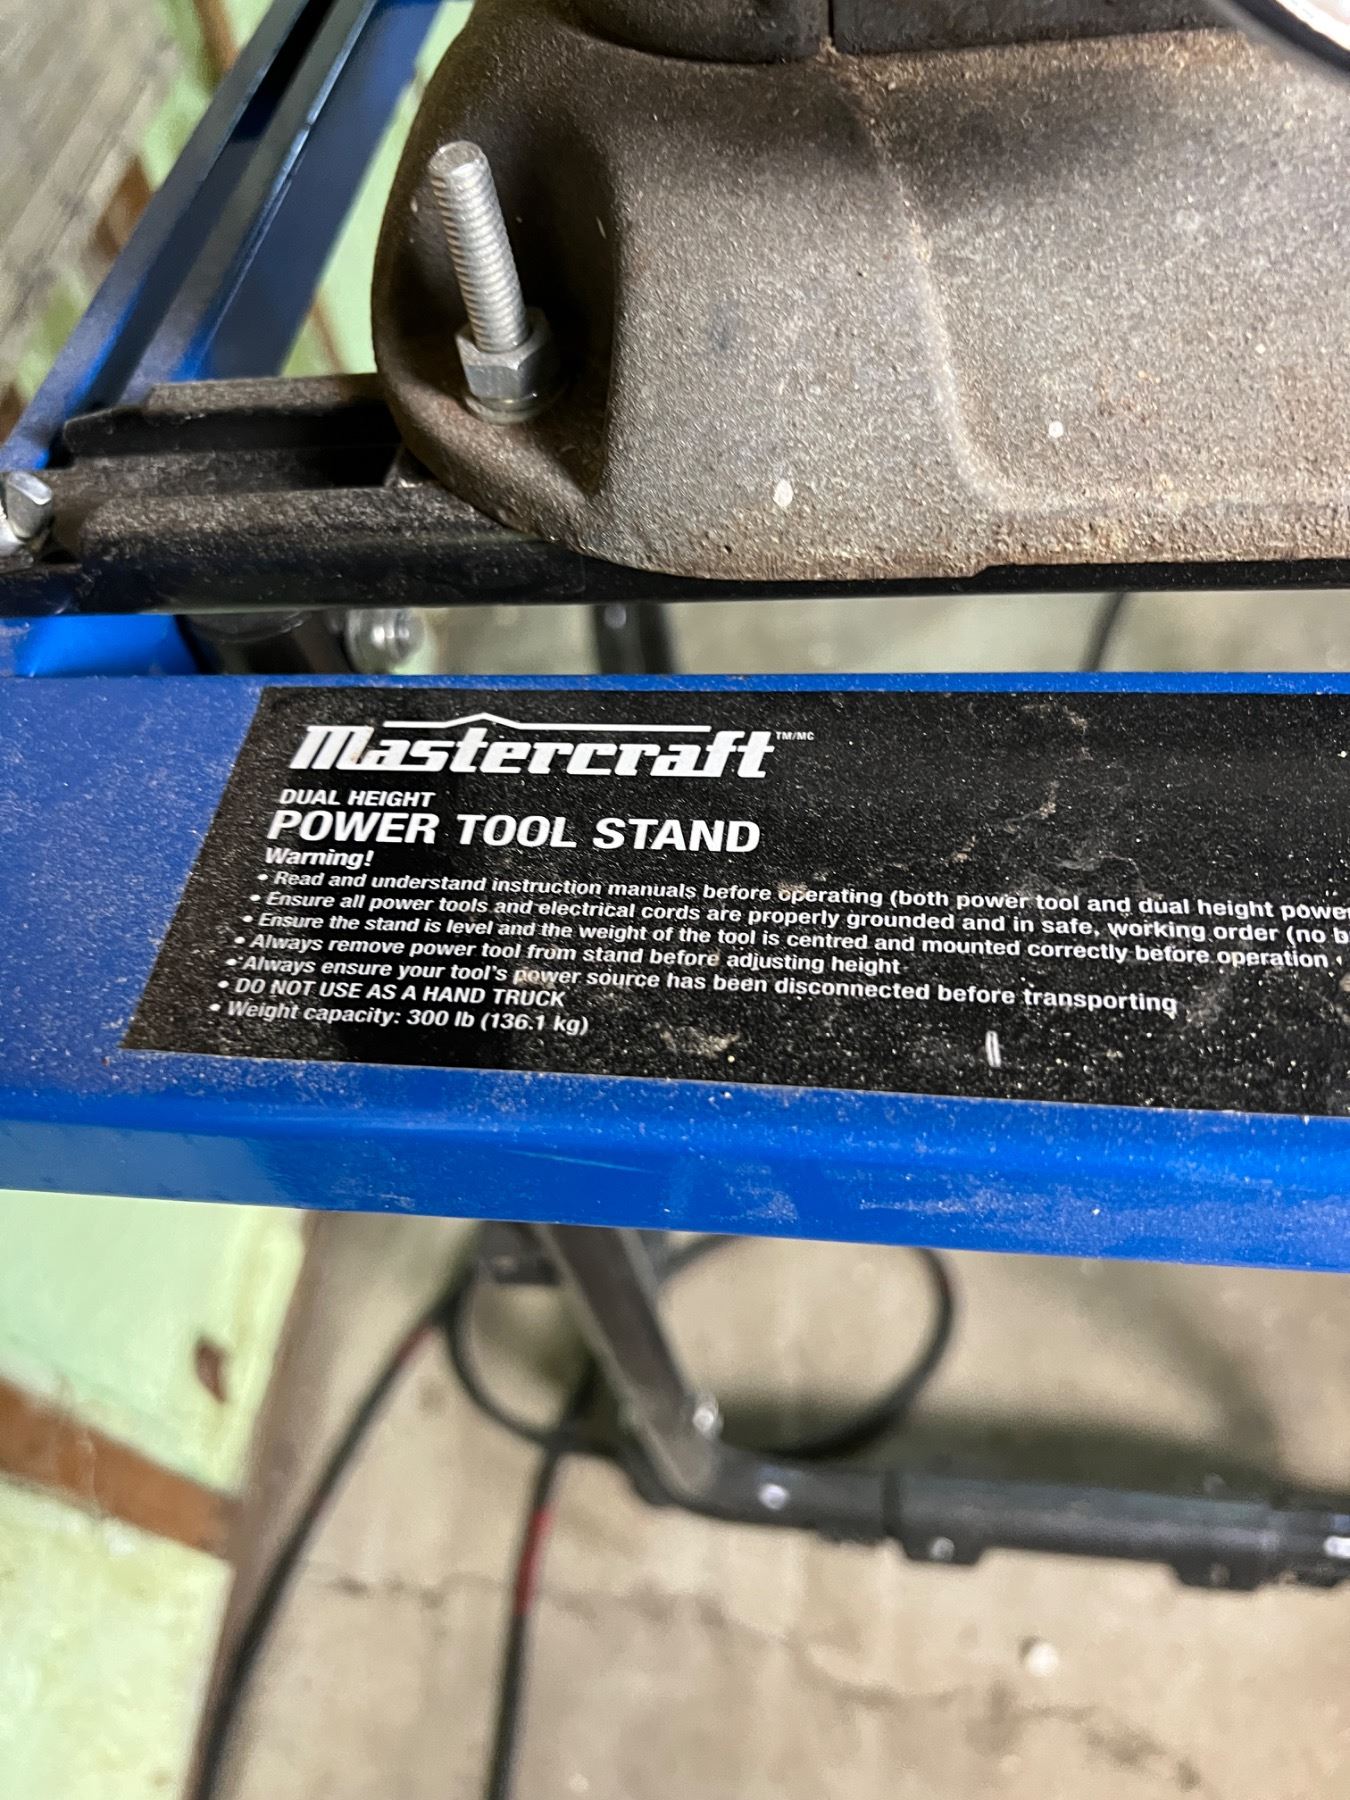 Mastercraft TM/MC
DUAL HEIGHT
POWER TOOL STAND
Warning!
• Read and understand instruction manuals before operating (both power tool and dual height
• Ensure all power tools and electrical cords are properly grounded and in safe, working order (no
• Ensure the stand is level and the weight of the tool is centred and mounted correctly before operation
• Always remove power tool from stand before adjusting height
• Always ensure your tool's power source has been disconnected before transporting
• DO NOT USE AS A HAND TRUCK
• Weight capacity: 300 lb (136.1 kg)